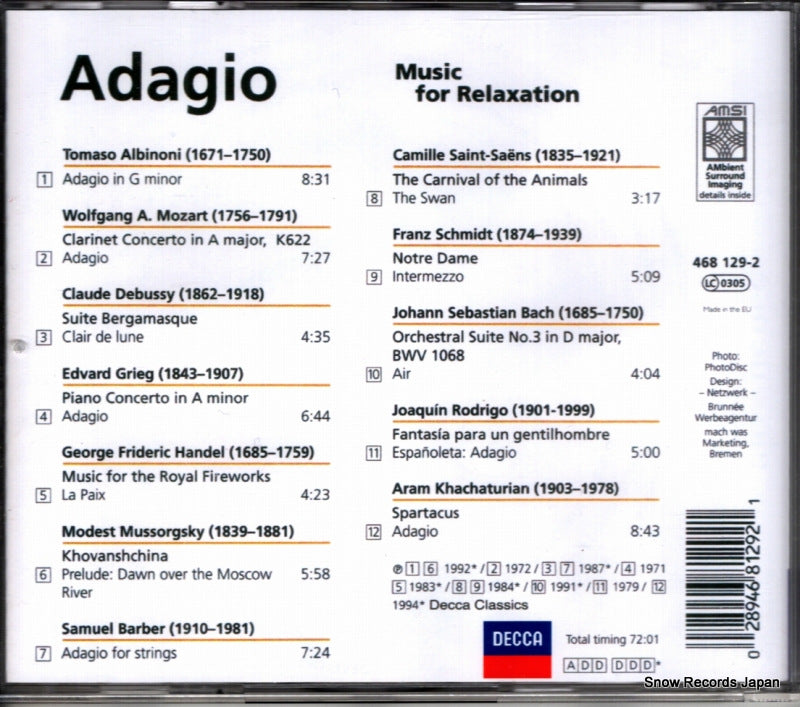 Adagio
Music
for Relaxation
Tomaso Albinoni (1671–1750)
1 Adagio in G minor 8:31
Wolfgang A. Mozart (1756–1791)
Clarinet Concerto in A major, K622
2 Adagio 7:27
Claude Debussy (1862–1918)
Suite Bergamasque
3 Clair de lune 4:35
Edvard Grieg (1843–1907)
Piano Concerto in A minor
4 Adagio 6:44
George Frideric Handel (1685–1759)
Music for the Royal Fireworks
5 La Paix 4:23
Modest Mussorgsky (1839–1881)
Khovanshchina
6 Prelude: Dawn over the Moscow 5:58
River
Samuel Barber (1910–1981)
7 Adagio for strings 7:24
Camille Saint-Saëns (1835–1921)
The Carnival of the Animals
8 The Swan 3:17
Franz Schmidt (1874–1939)
Notre Dame
9 Intermezzo 5:09
Johann Sebastian Bach (1685–1750)
Orchestral Suite No.3 in D major,
BWV 1068
10 Air 4:04
Joaquín Rodrigo (1901-1999)
Fantasía para un gentilhombre
11 Españoleta: Adagio 5:00
Aram Khachaturian (1903–1978)
Spartacus
12 Adagio 8:43
℗ 1 6 1992* / 2 1972 / 3 7 1987* / 4 1971
5 1983* / 8 9 1984* / 10 1991* / 11 1979 / 12
1994* Decca Classics
DECCA
Total timing 72:01
ADD DDD*
AMSI
AMbient
Surround
Imaging
details inside
468 129-2
LC 0305
Made in the EU
Photo:
PhotoDisc
Design:
– Netzwerk –
Brunnée
Werbeagentur
mach was
Marketing,
Bremen
0 28946 81292 1
Snow Records Japan